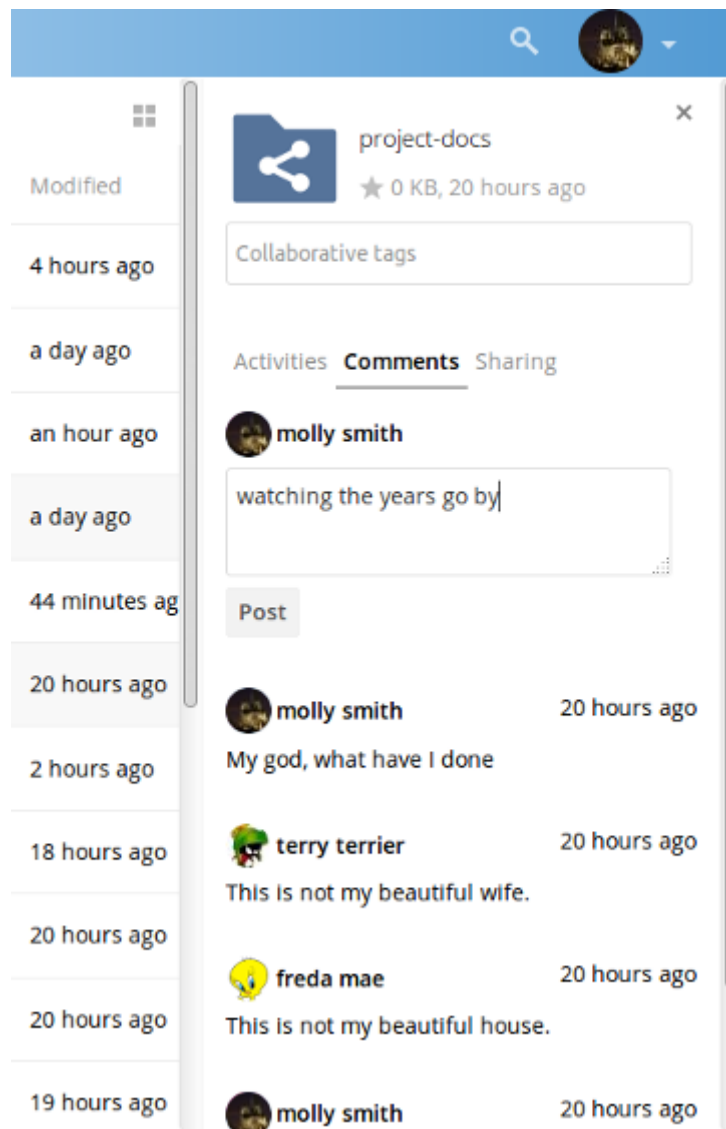 Modified
4 hours ago
a day ago
an hour ago
a day ago
44 minutes ag
20 hours ago
2 hours ago
18 hours ago
20 hours ago
20 hours ago
19 hours ago
project-docs
0 KB, 20 hours ago
Collaborative tags
Activities Comments Sharing
molly smith
watching the years go by
Post
molly smith 20 hours ago
My god, what have I done
terry terrier 20 hours ago
This is not my beautiful wife.
freda mae 20 hours ago
This is not my beautiful house.
molly smith 20 hours ago